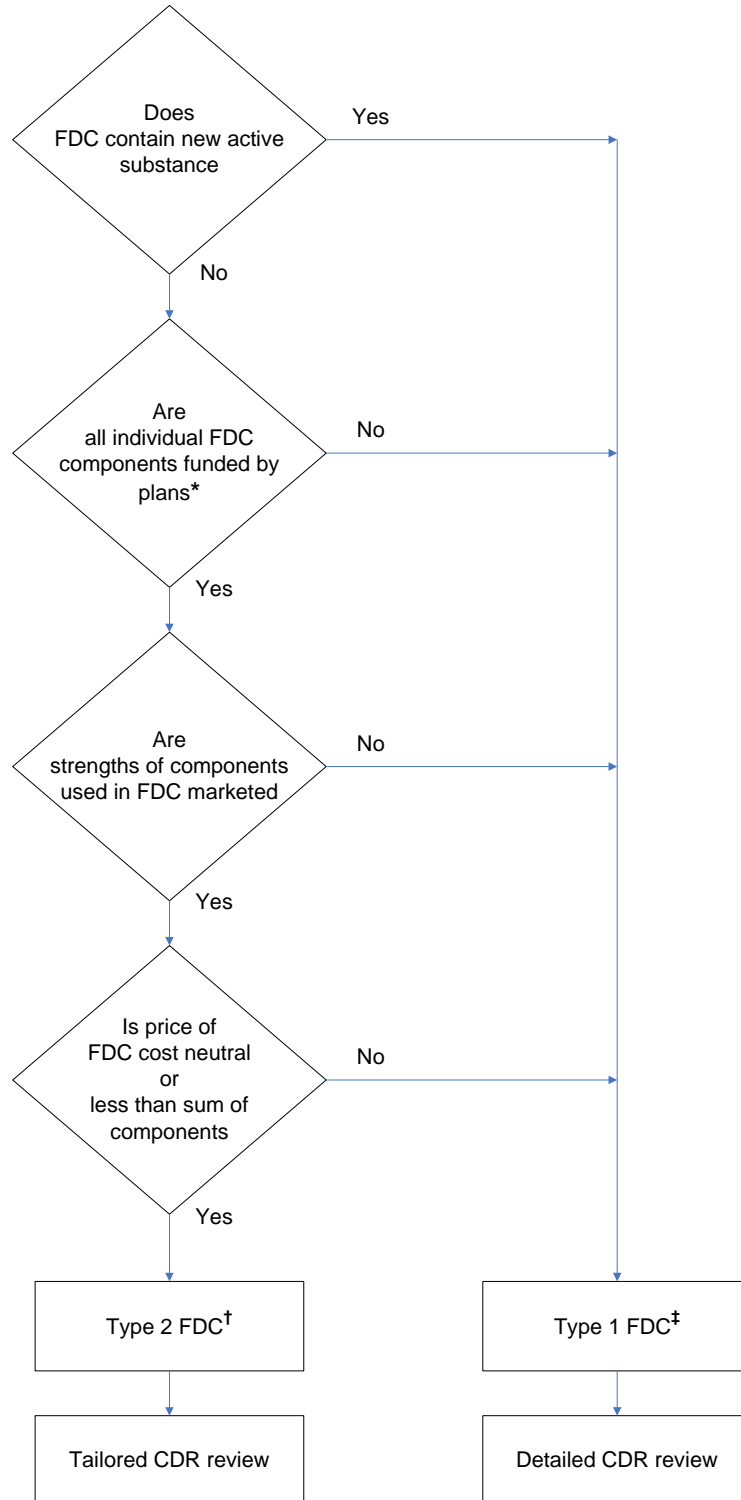 Does
FDC contain new active
substance
Yes
No
Are
all individual FDC
components funded by
plans*
No
Yes
Are
strengths of components
used in FDC marketed
No
Yes
Is price of
FDC cost neutral
or
less than sum of
components
No
Yes
Type 2 FDC†
Type 1 FDC‡
Tailored CDR review
Detailed CDR review